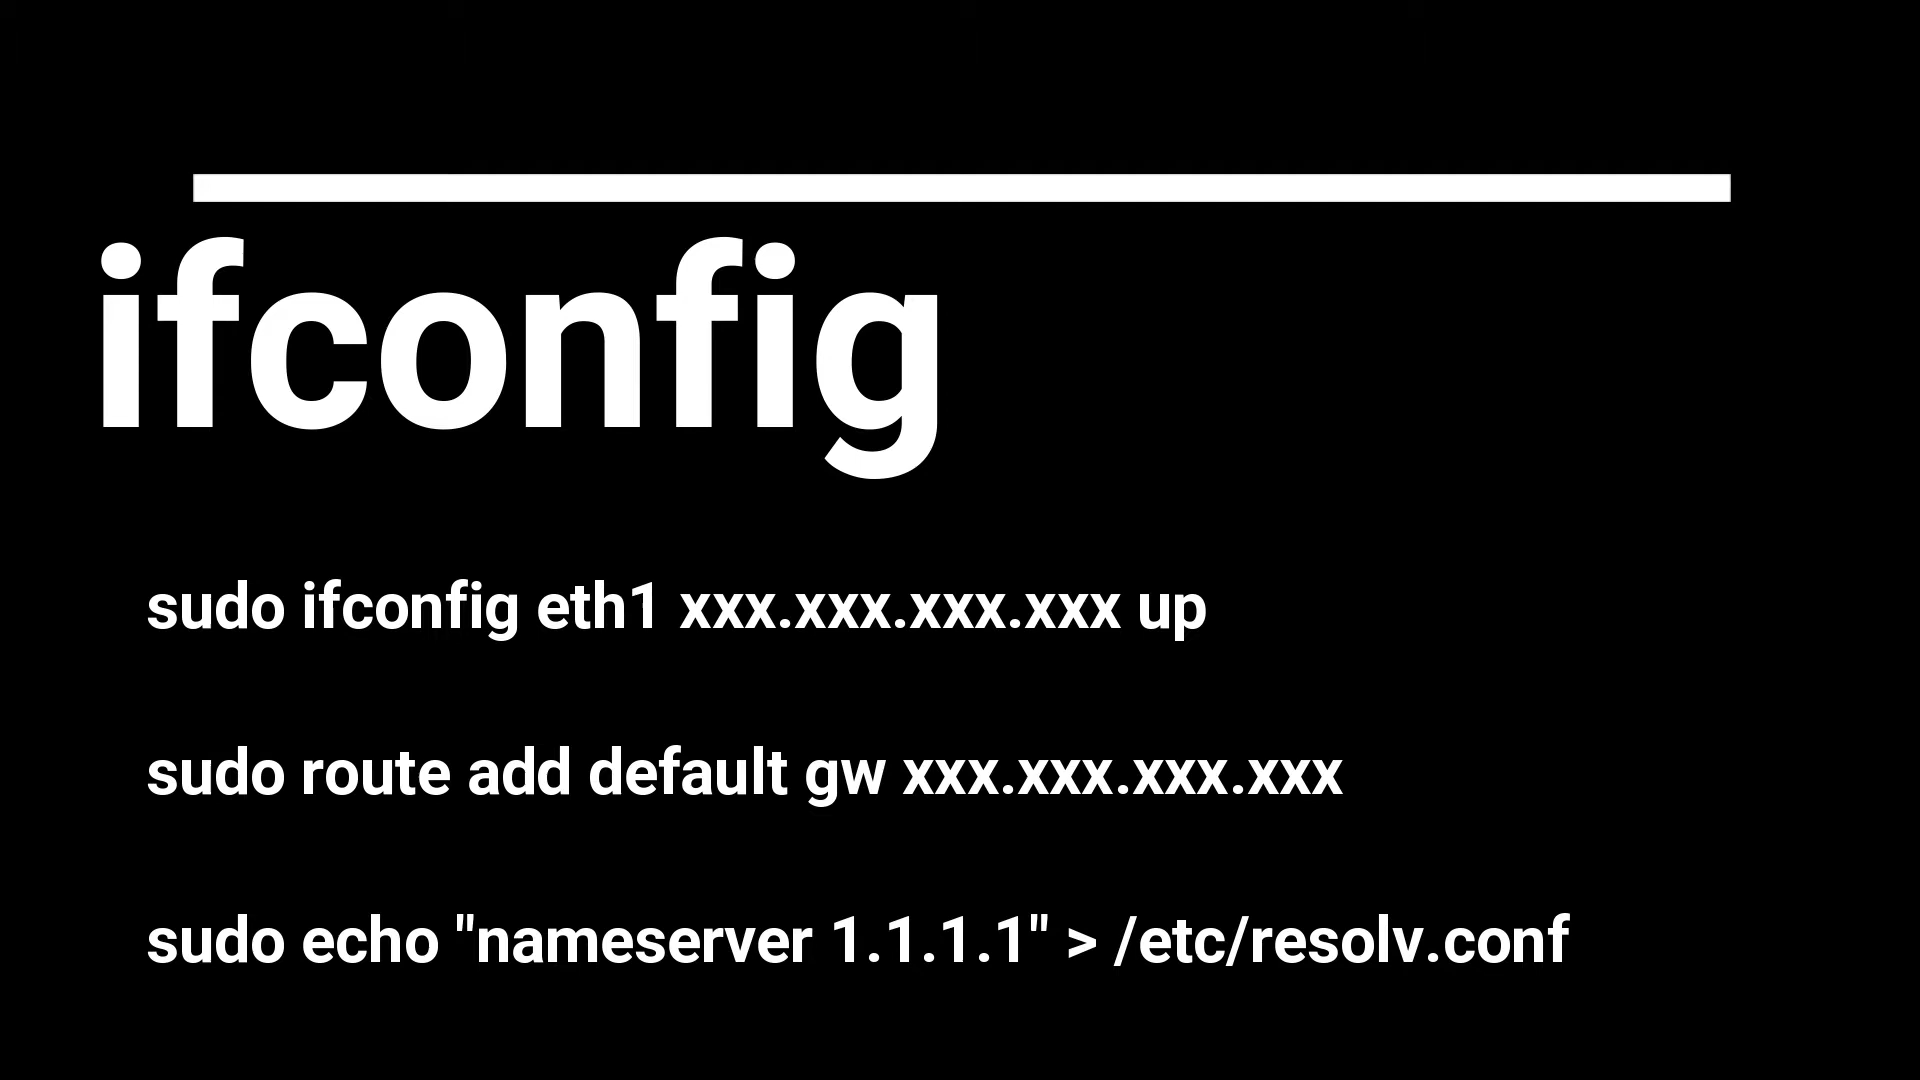 ifconfig
sudo ifconfig eth1 xxx.xxx.xxx.xxx up
sudo route add default gw xxx.xxx.xxx.xxx
sudo echo "nameserver 1.1.1.1" > /etc/resolv.conf